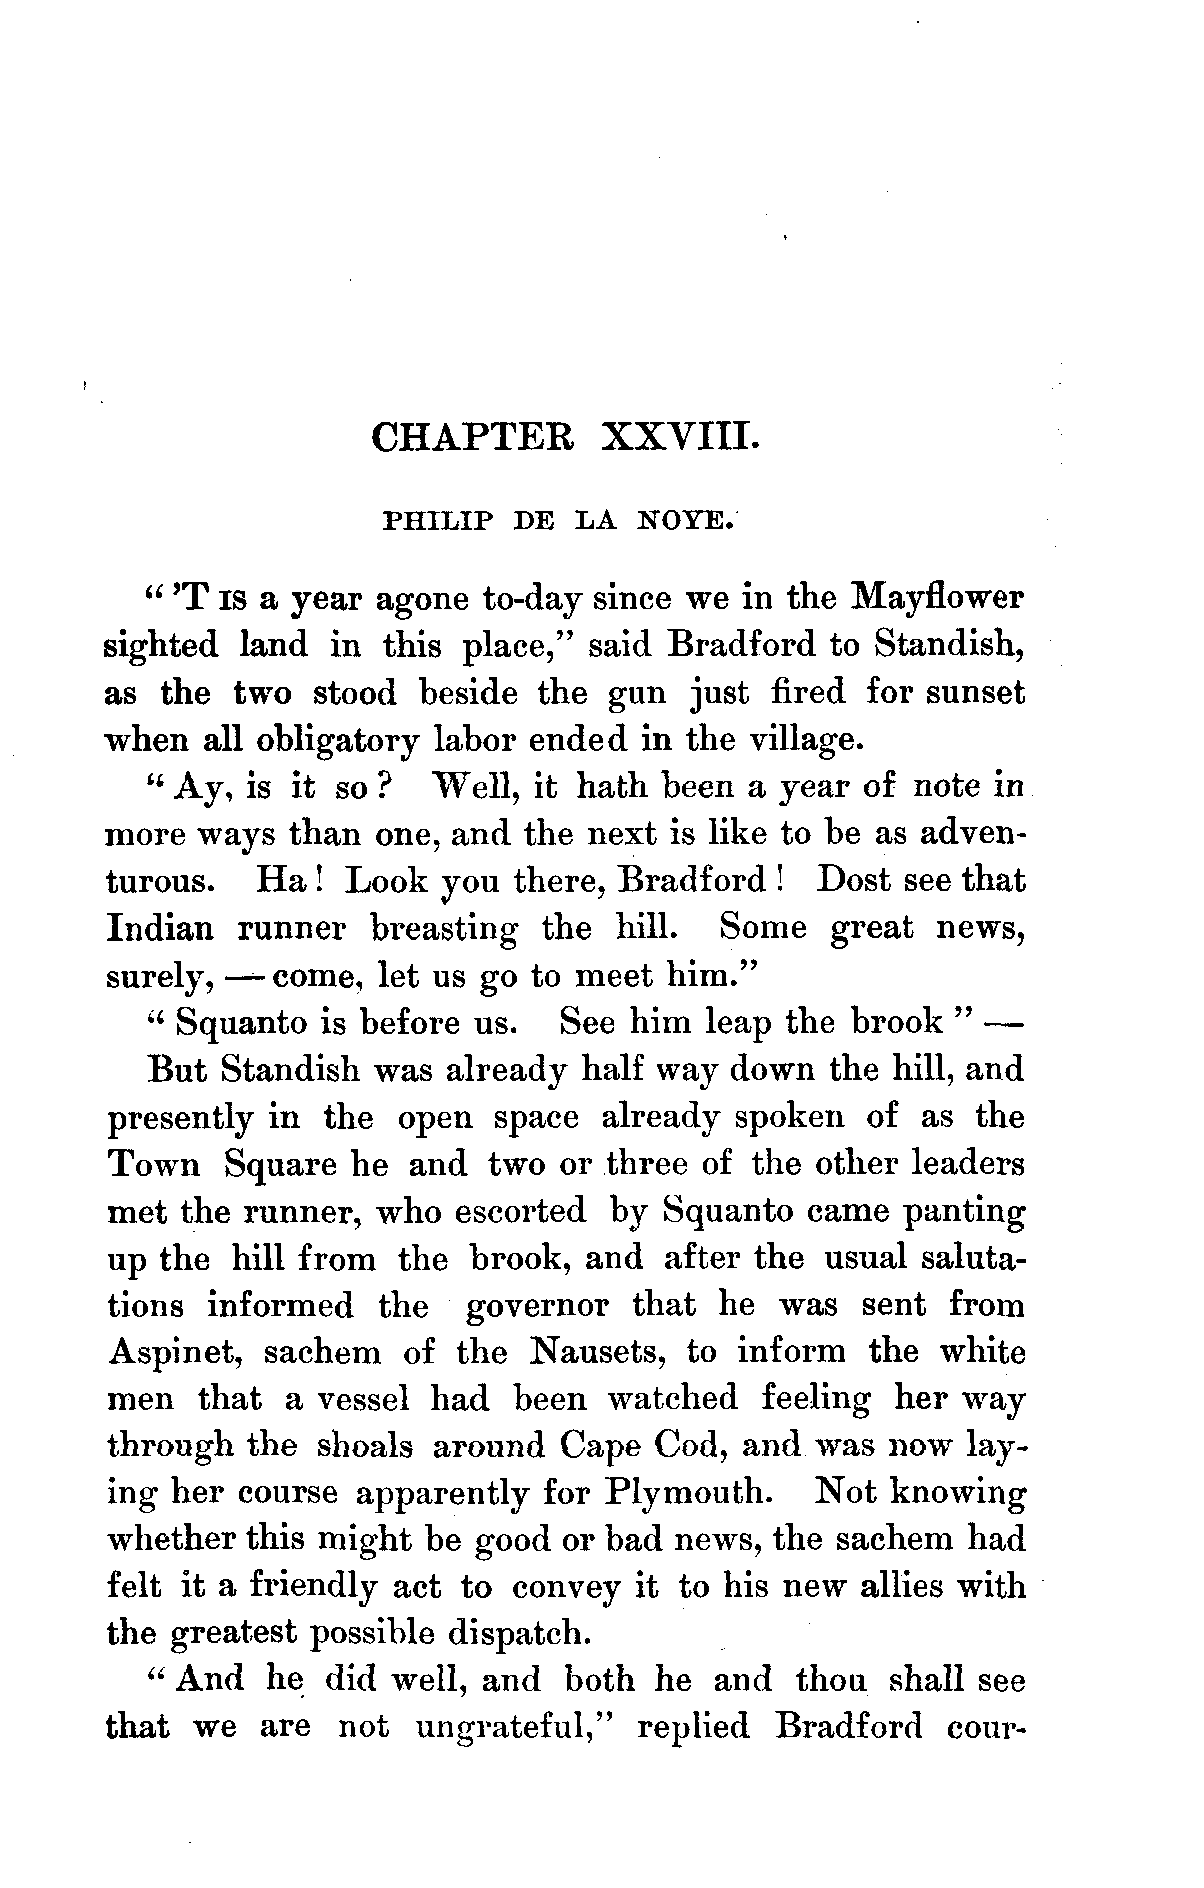 CHAPTER XXVIII.
PHILIP DE LA NOYE.
“ ’T IS a year agone to-day since we in the Mayflower
sighted land in this place,” said Bradford to Standish,
as the two stood beside the gun just fired for sunset
when all obligatory labor ended in the village.
“ Ay, is it so ? Well, it hath been a year of note in
more ways than one, and the next is like to be as adven-
turous. Ha ! Look you there, Bradford ! Dost see that
Indian runner breasting the hill. Some great news,
surely, — come, let us go to meet him.”
“ Squanto is before us. See him leap the brook ” —
But Standish was already half way down the hill, and
presently in the open space already spoken of as the
Town Square he and two or three of the other leaders
met the runner, who escorted by Squanto came panting
up the hill from the brook, and after the usual saluta-
tions informed the governor that he was sent from
Aspinet, sachem of the Nausets, to inform the white
men that a vessel had been watched feeling her way
through the shoals around Cape Cod, and was now lay-
ing her course apparently for Plymouth. Not knowing
whether this might be good or bad news, the sachem had
felt it a friendly act to convey it to his new allies with
the greatest possible dispatch.
“ And he did well, and both he and thou shall see
that we are not ungrateful,” replied Bradford cour-